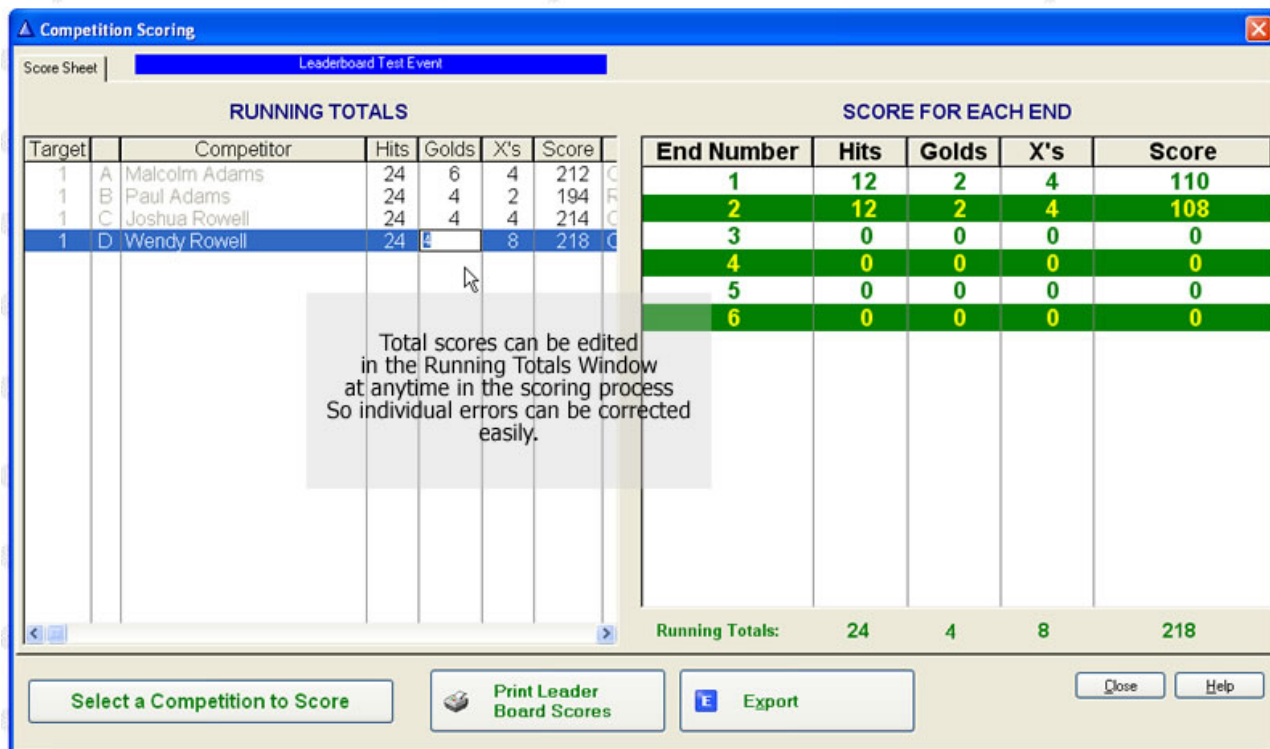 Competition Scoring
Score Sheet
Leaderboard Test Event
RUNNING TOTALS
Target Competitor Hits Golds X's Score
1 A Malcolm Adams 24 6 4 212 C
1 B Paul Adams 24 4 2 194 R
1 C Joshua Rowell 24 4 4 214 C
1 D Wendy Rowell 24 4 8 218 C
SCORE FOR EACH END
End Number Hits Golds X's Score
1 12 2 4 110
2 12 2 4 108
3 0 0 0 0
4 0 0 0 0
5 0 0 0 0
6 0 0 0 0
Running Totals: 24 4 8 218
Total scores can be edited
in the Running Totals Window
at anytime in the scoring process
So individual errors can be corrected
easily.
Select a Competition to Score
Print Leader
Board Scores
E Export
Close
Help